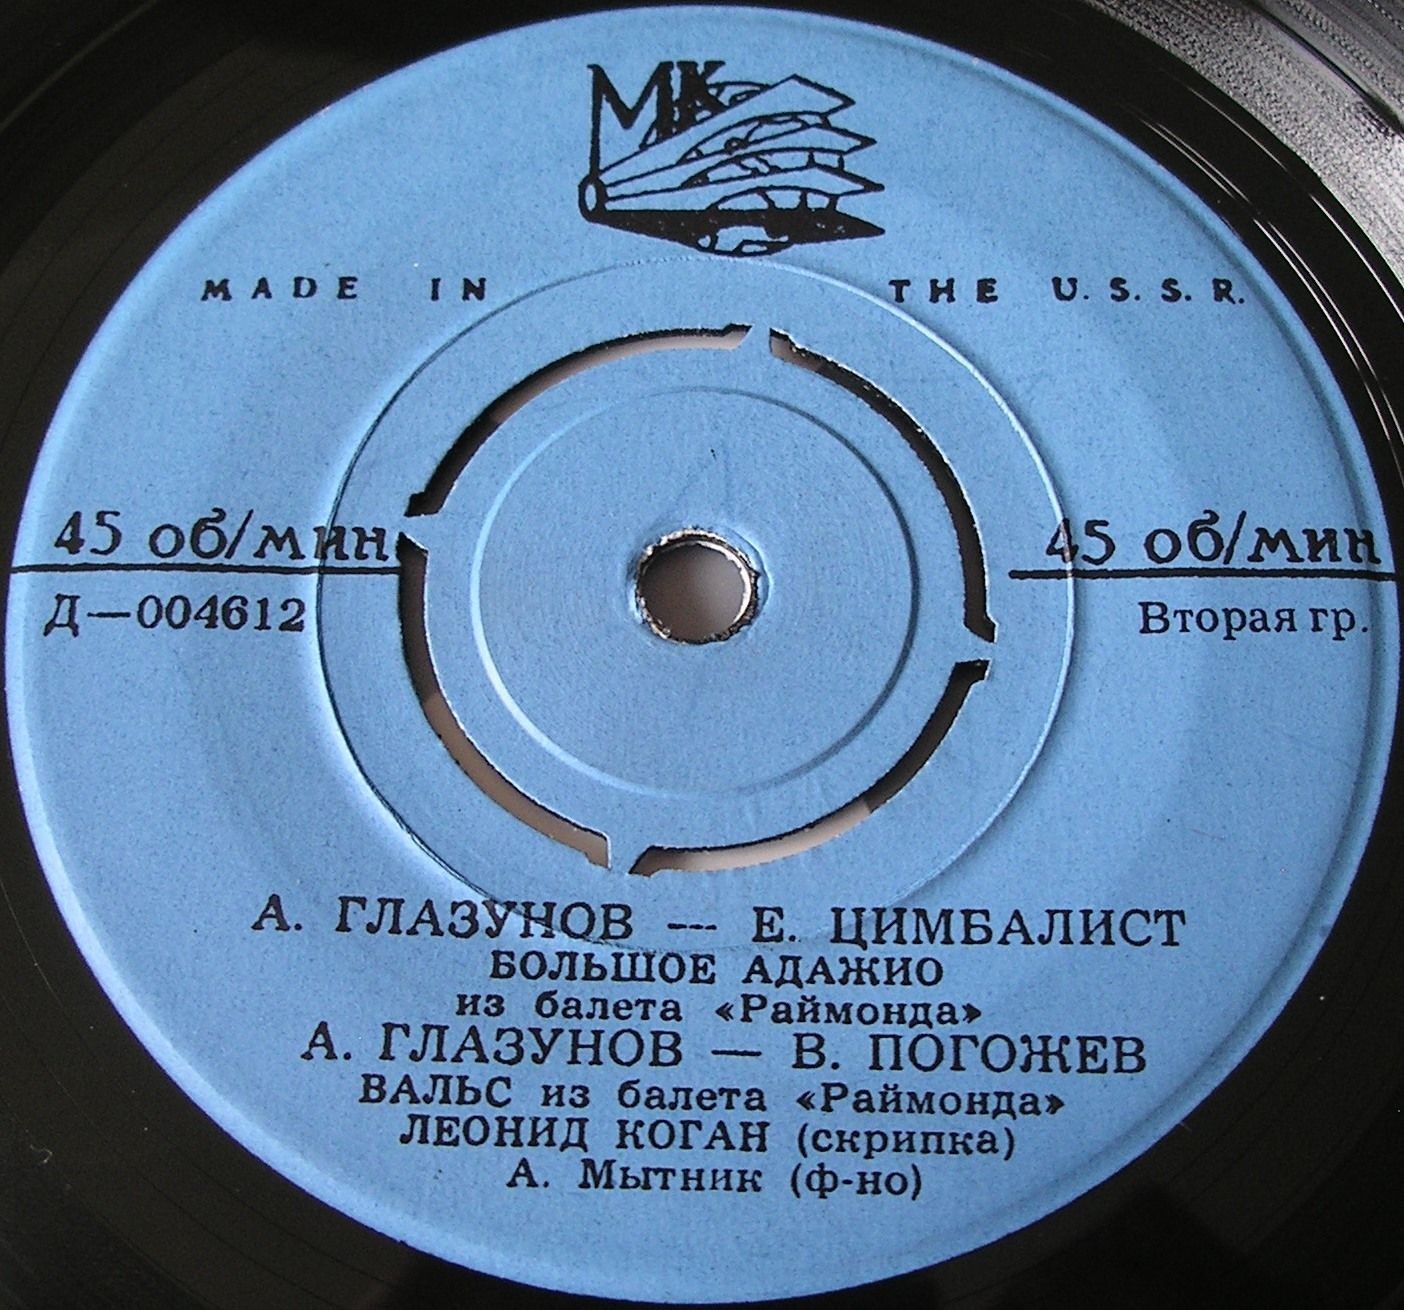 МК
MADE IN THE U.S.S.R.
45 об/мин 45 об/мин
Д—004612 Вторая гр.
А. ГЛАЗУНОВ — Е. ЦИМБАЛИСТ
БОЛЬШОЕ АДАЖИО
из балета «Раймонда»
А. ГЛАЗУНОВ — В. ПОГОЖЕВ
ВАЛЬС из балета «Раймонда»
ЛЕОНИД КОГАН (скрипка)
А. Мытник (ф-но)